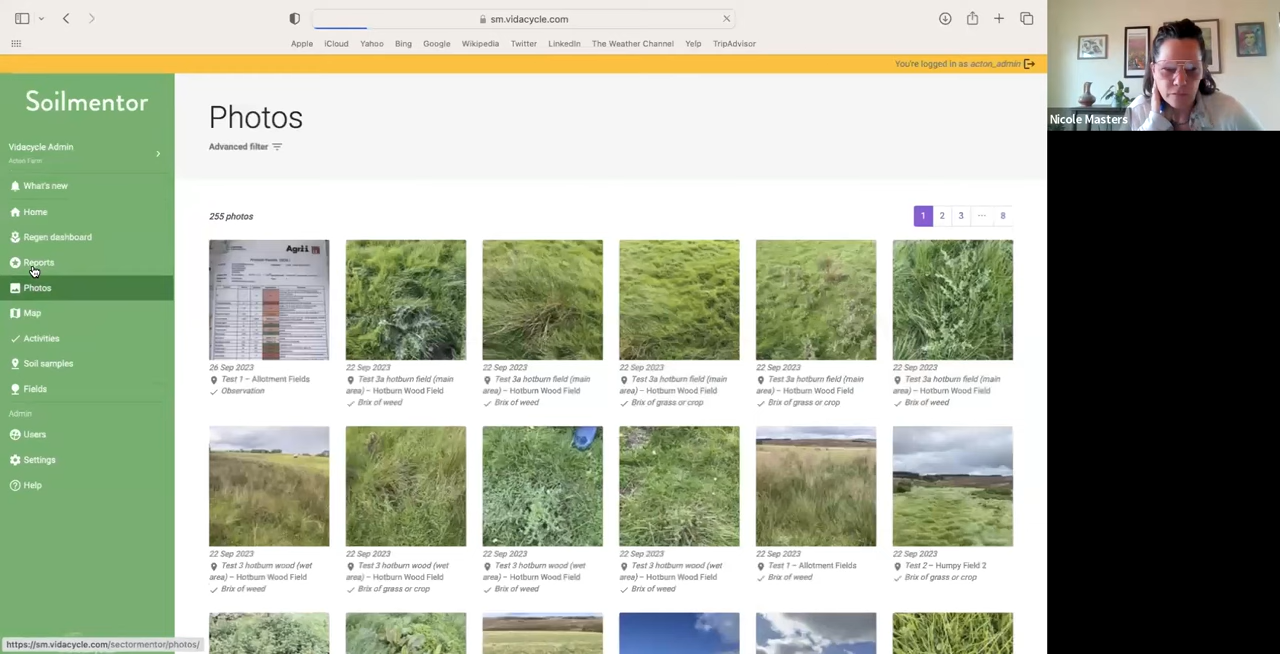 sm.vidacycle.com
Apple iCloud Yahoo Bing Google Wikipedia Twitter LinkedIn The Weather Channel Yelp TripAdvisor
You're logged in as acton_admin
Nicole Masters
Soilmentor
Vidacycle Admin
Acton Farm
What's new
Home
Regen dashboard
Reports
Photos
Map
Activities
Soil samples
Fields
Admin
Users
Settings
Help
https://sm.vidacycle.com/sectormentor/photos/
Photos
Advanced filter
255 photos
1 2 3 ... 8
Agrii
26 Sep 2023
Test 1 – Allotment Fields
Observation
22 Sep 2023
Test 3a hotburn field (main
area) – Hotburn Wood Field
Brix of weed
22 Sep 2023
Test 3a hotburn field (main
area) – Hotburn Wood Field
Brix of weed
22 Sep 2023
Test 3a hotburn field (main
area) – Hotburn Wood Field
Brix of grass or crop
22 Sep 2023
Test 3a hotburn field (main
area) – Hotburn Wood Field
Brix of grass or crop
22 Sep 2023
Test 3a hotburn field (main
area) – Hotburn Wood Field
Brix of weed
22 Sep 2023
Test 3 hotburn wood (wet
area) – Hotburn Wood Field
Brix of weed
22 Sep 2023
Test 3 hotburn wood (wet
area) – Hotburn Wood Field
Brix of grass or crop
22 Sep 2023
Test 3 hotburn wood (wet
area) – Hotburn Wood Field
Brix of weed
22 Sep 2023
Test 3 hotburn wood (wet
area) – Hotburn Wood Field
Brix of weed
22 Sep 2023
Test 1 – Allotment Fields
Brix of weed
22 Sep 2023
Test 2 – Humpy Field 2
Brix of grass or crop